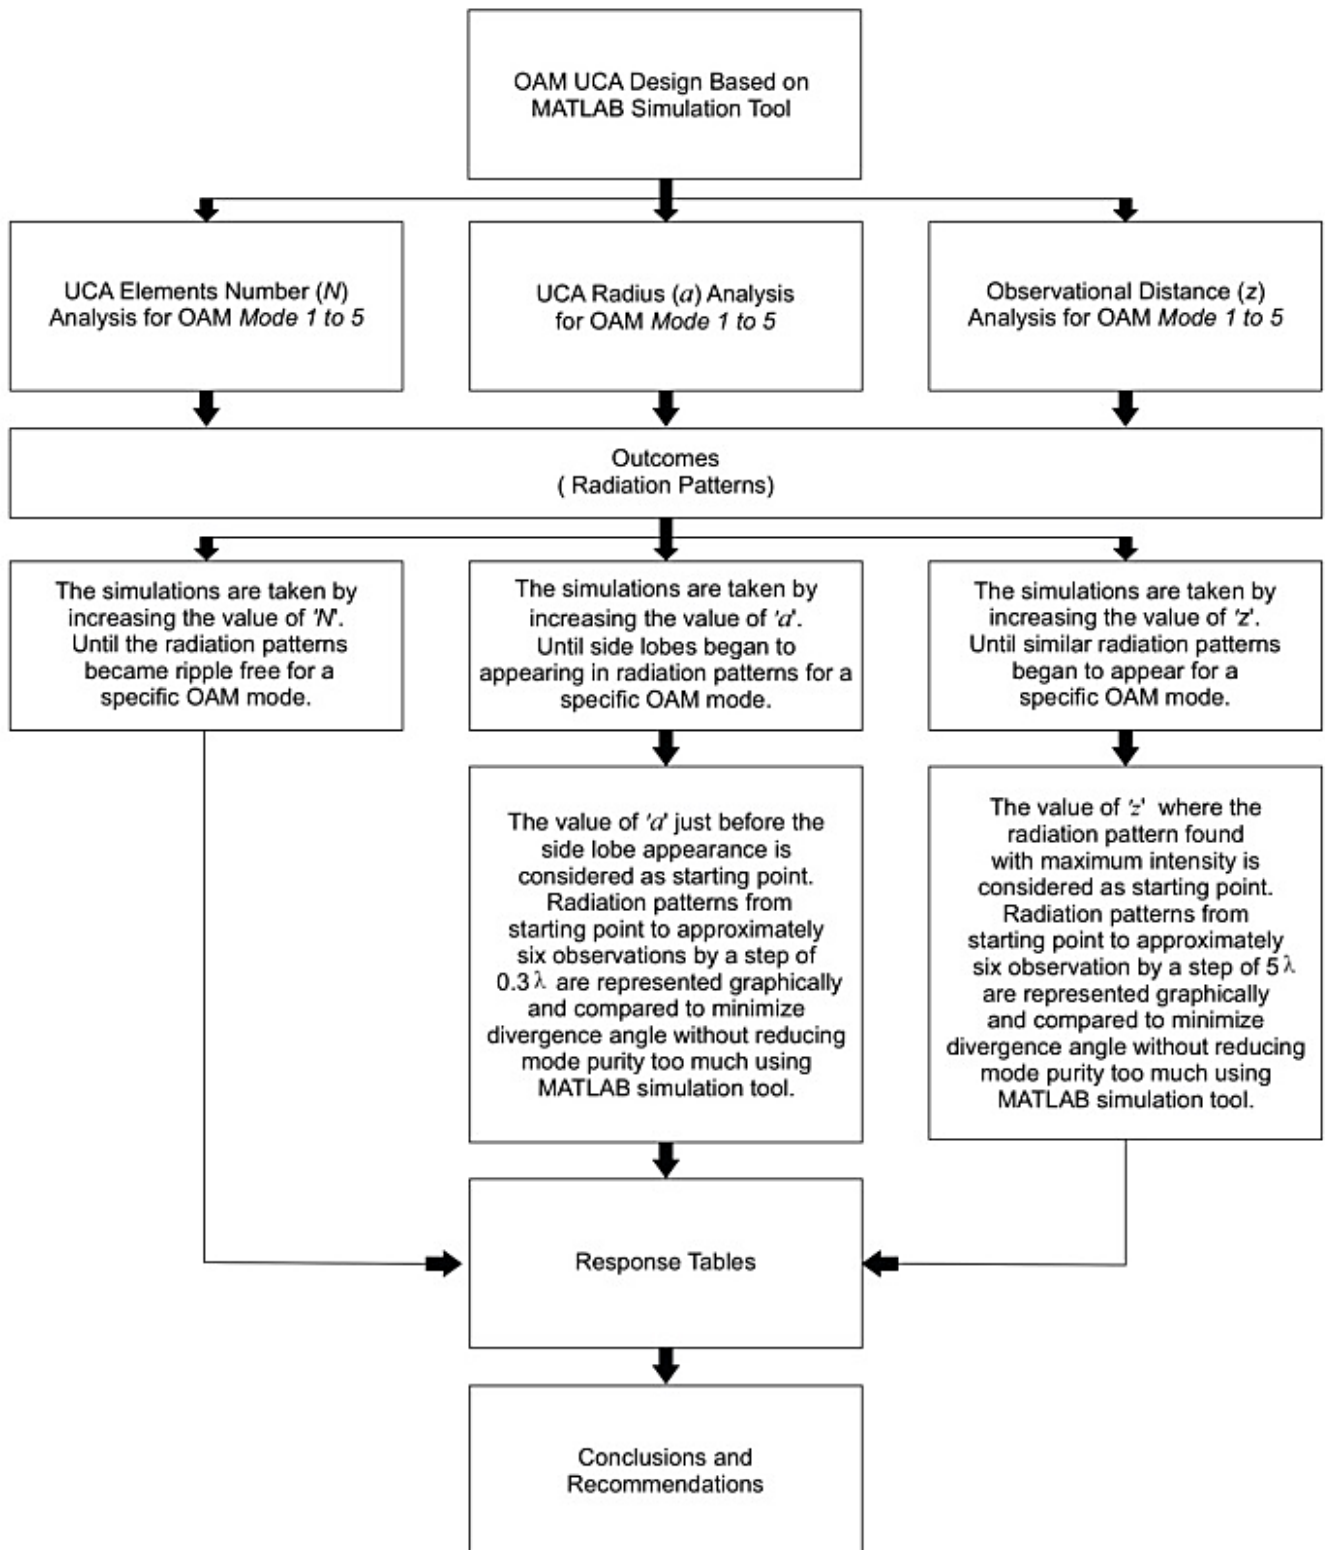 OAM UCA Design Based on
MATLAB Simulation Tool
UCA Elements Number (N)
Analysis for OAM Mode 1 to 5
UCA Radius (a) Analysis
for OAM Mode 1 to 5
Observational Distance (z)
Analysis for OAM Mode 1 to 5
Outcomes
( Radiation Patterns)
The simulations are taken by
increasing the value of 'N'.
Until the radiation patterns
became ripple free for a
specific OAM mode.
The simulations are taken by
increasing the value of 'a'.
Until side lobes began to
appearing in radiation patterns for a
specific OAM mode.
The simulations are taken by
increasing the value of 'z'.
Until similar radiation patterns
began to appear for a
specific OAM mode.
The value of 'a' just before the
side lobe appearance is
considered as starting point.
Radiation patterns from
starting point to approximately
six observations by a step of
0.3 λ are represented graphically
and compared to minimize
divergence angle without reducing
mode purity too much using
MATLAB simulation tool.
The value of 'z' where the
radiation pattern found
with maximum intensity is
considered as starting point.
Radiation patterns from
starting point to approximately
six observation by a step of 5 λ
are represented graphically
and compared to minimize
divergence angle without reducing
mode purity too much using
MATLAB simulation tool.
Response Tables
Conclusions and
Recommendations